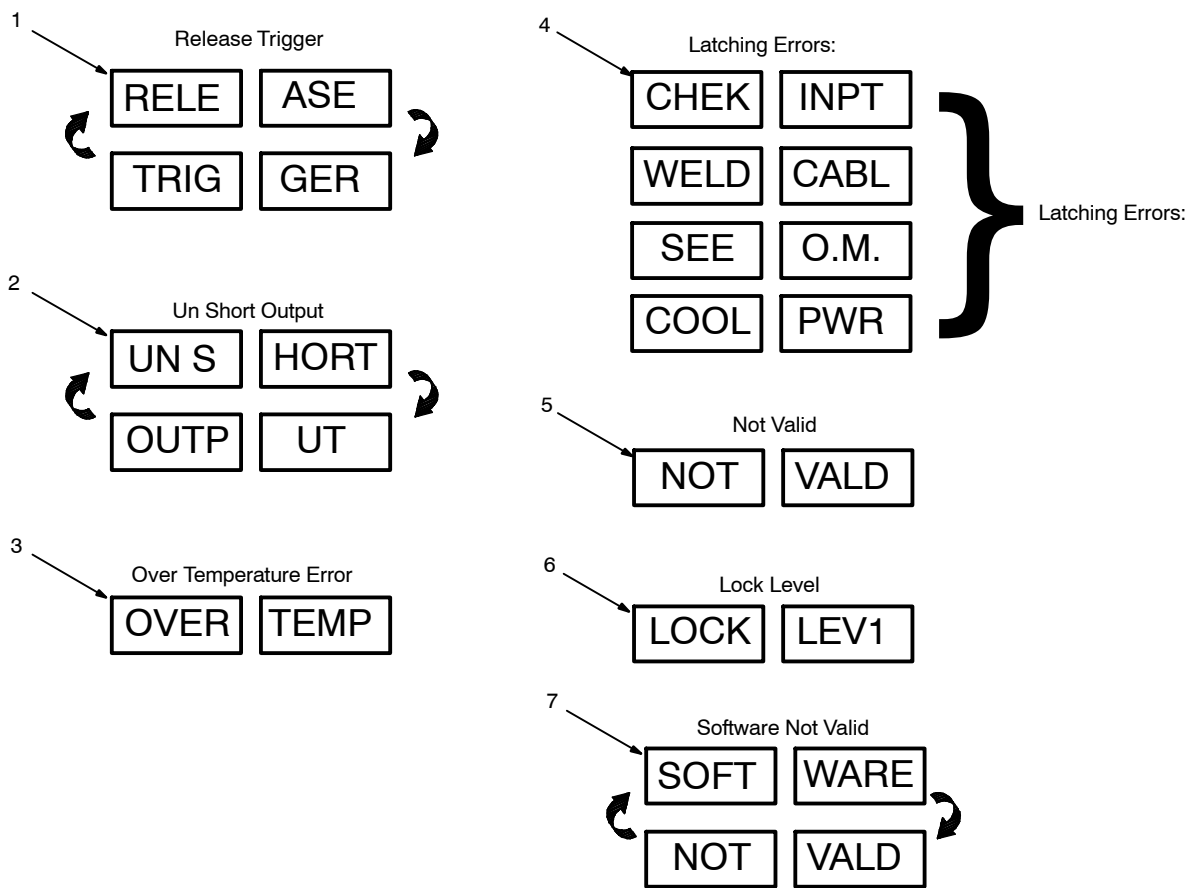 1
Release Trigger
RELE ASE
TRIG GER
2
Un Short Output
UN S HORT
OUTP UT
3
Over Temperature Error
OVER TEMP
4
Latching Errors:
CHEK INPT
WELD CABL
SEE O.M.
COOL PWR
Latching Errors:
5
Not Valid
NOT VALD
6
Lock Level
LOCK LEV1
7
Software Not Valid
SOFT WARE
NOT VALD